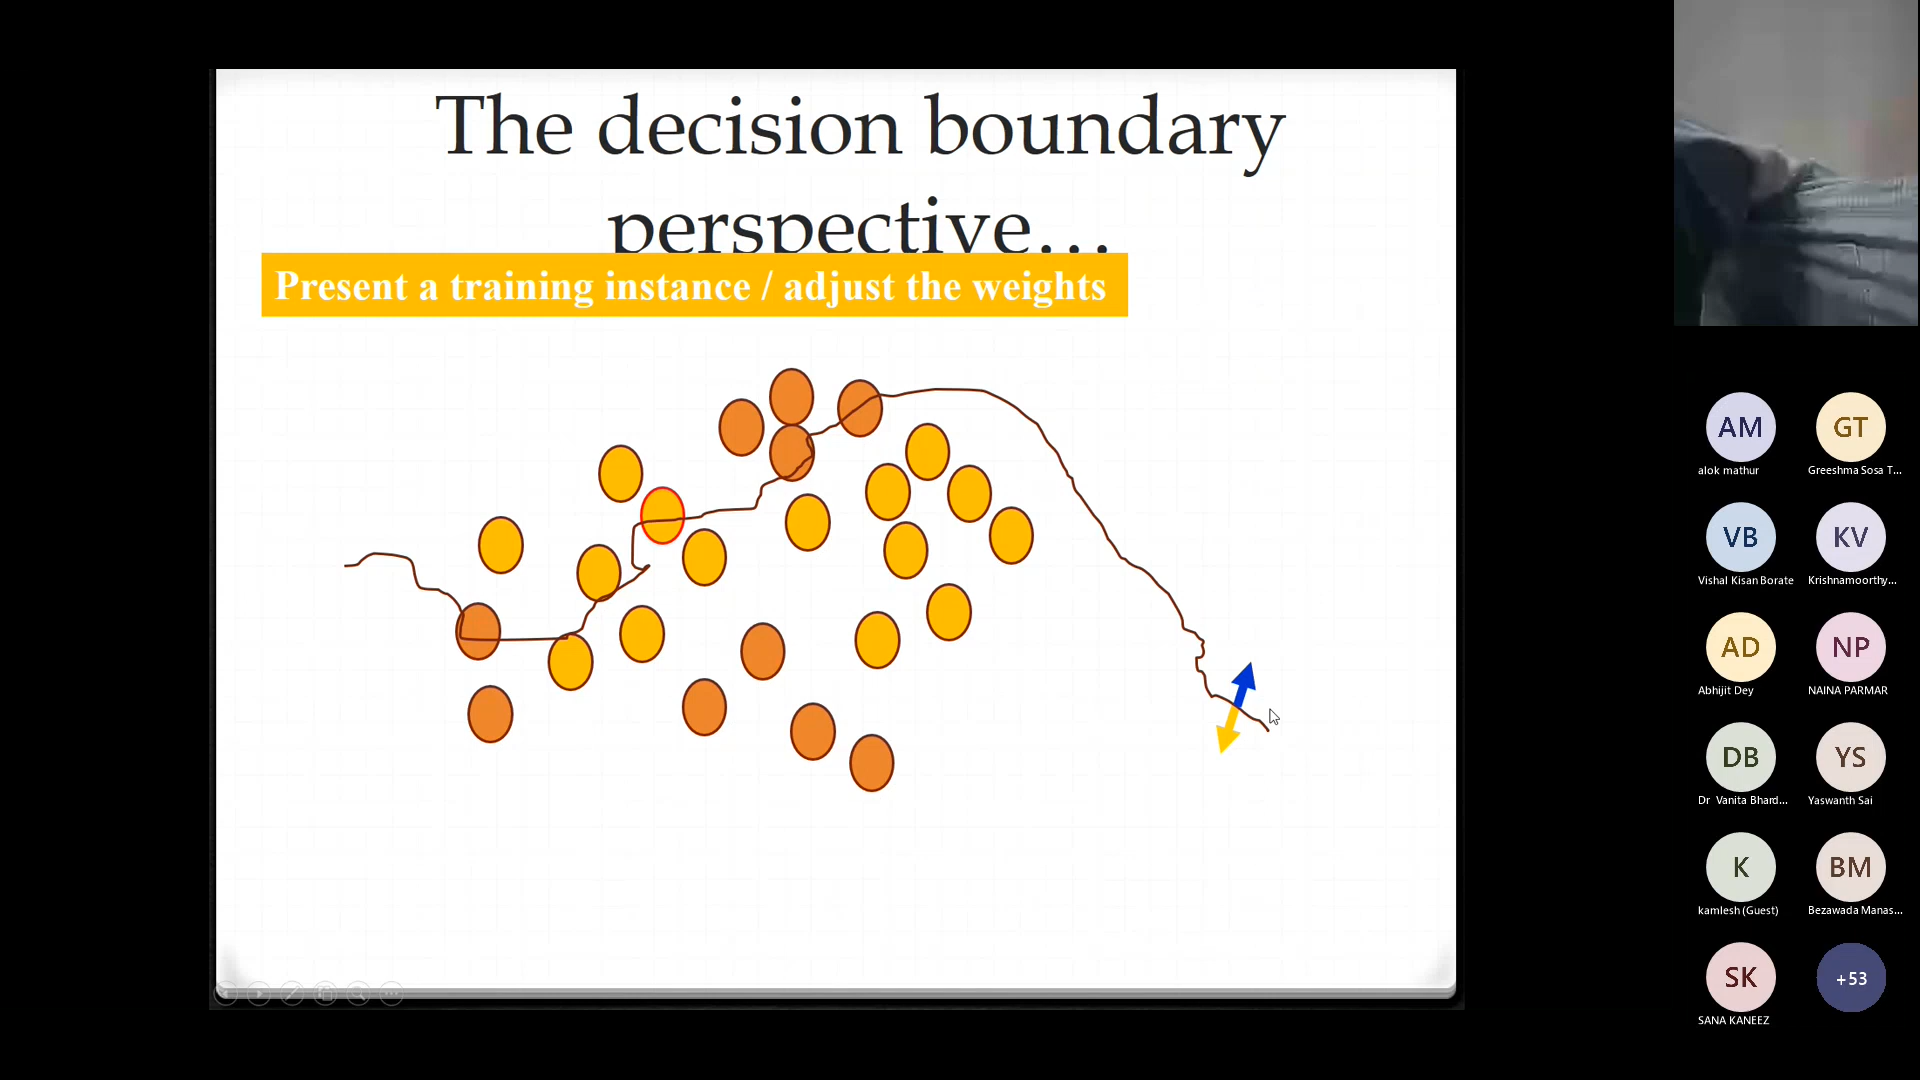 The decision boundary
perspective...
Present a training instance / adjust the weights
AM
GT
alok mathur
Greeshma Sosa T...
VB
KV
Vishal Kisan Borate
Krishnamoorthy...
AD
NP
Abhijit Dey
NAINA PARMAR
DB
YS
Dr Vanita Bhard...
Yaswanth Sai
K
BM
kamlesh (Guest)
Bezawada Manas...
SK
+53
SANA KANEEZ